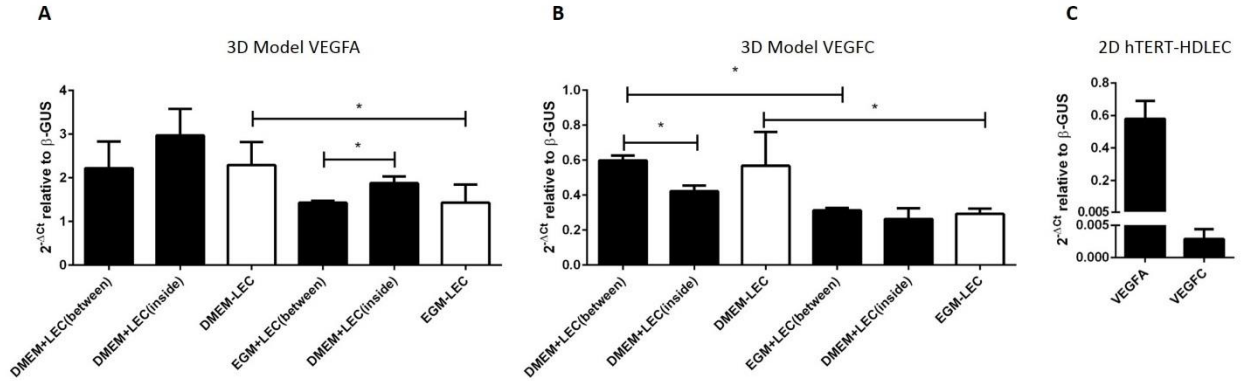 A
3D Model VEGFA
2^-ΔCt relative to β-GUS
4
3
2
1
0
*
*
DMEM+LEC(between)
DMEM+LEC(inside)
DMEM-LEC
EGM+LEC(between)
DMEM+LEC(inside)
EGM-LEC
B
3D Model VEGFC
2^-ΔCt relative to β-GUS
1.0
0.8
0.6
0.4
0.2
0.0
*
*
*
DMEM+LEC(between)
DMEM+LEC(inside)
DMEM-LEC
EGM+LEC(between)
DMEM+LEC(inside)
EGM-LEC
C
2D hTERT-HDLEC
2^-ΔCt relative to β-GUS
0.8
0.6
0.4
0.2
0.005
0.005
0.000
VEGFA
VEGFC